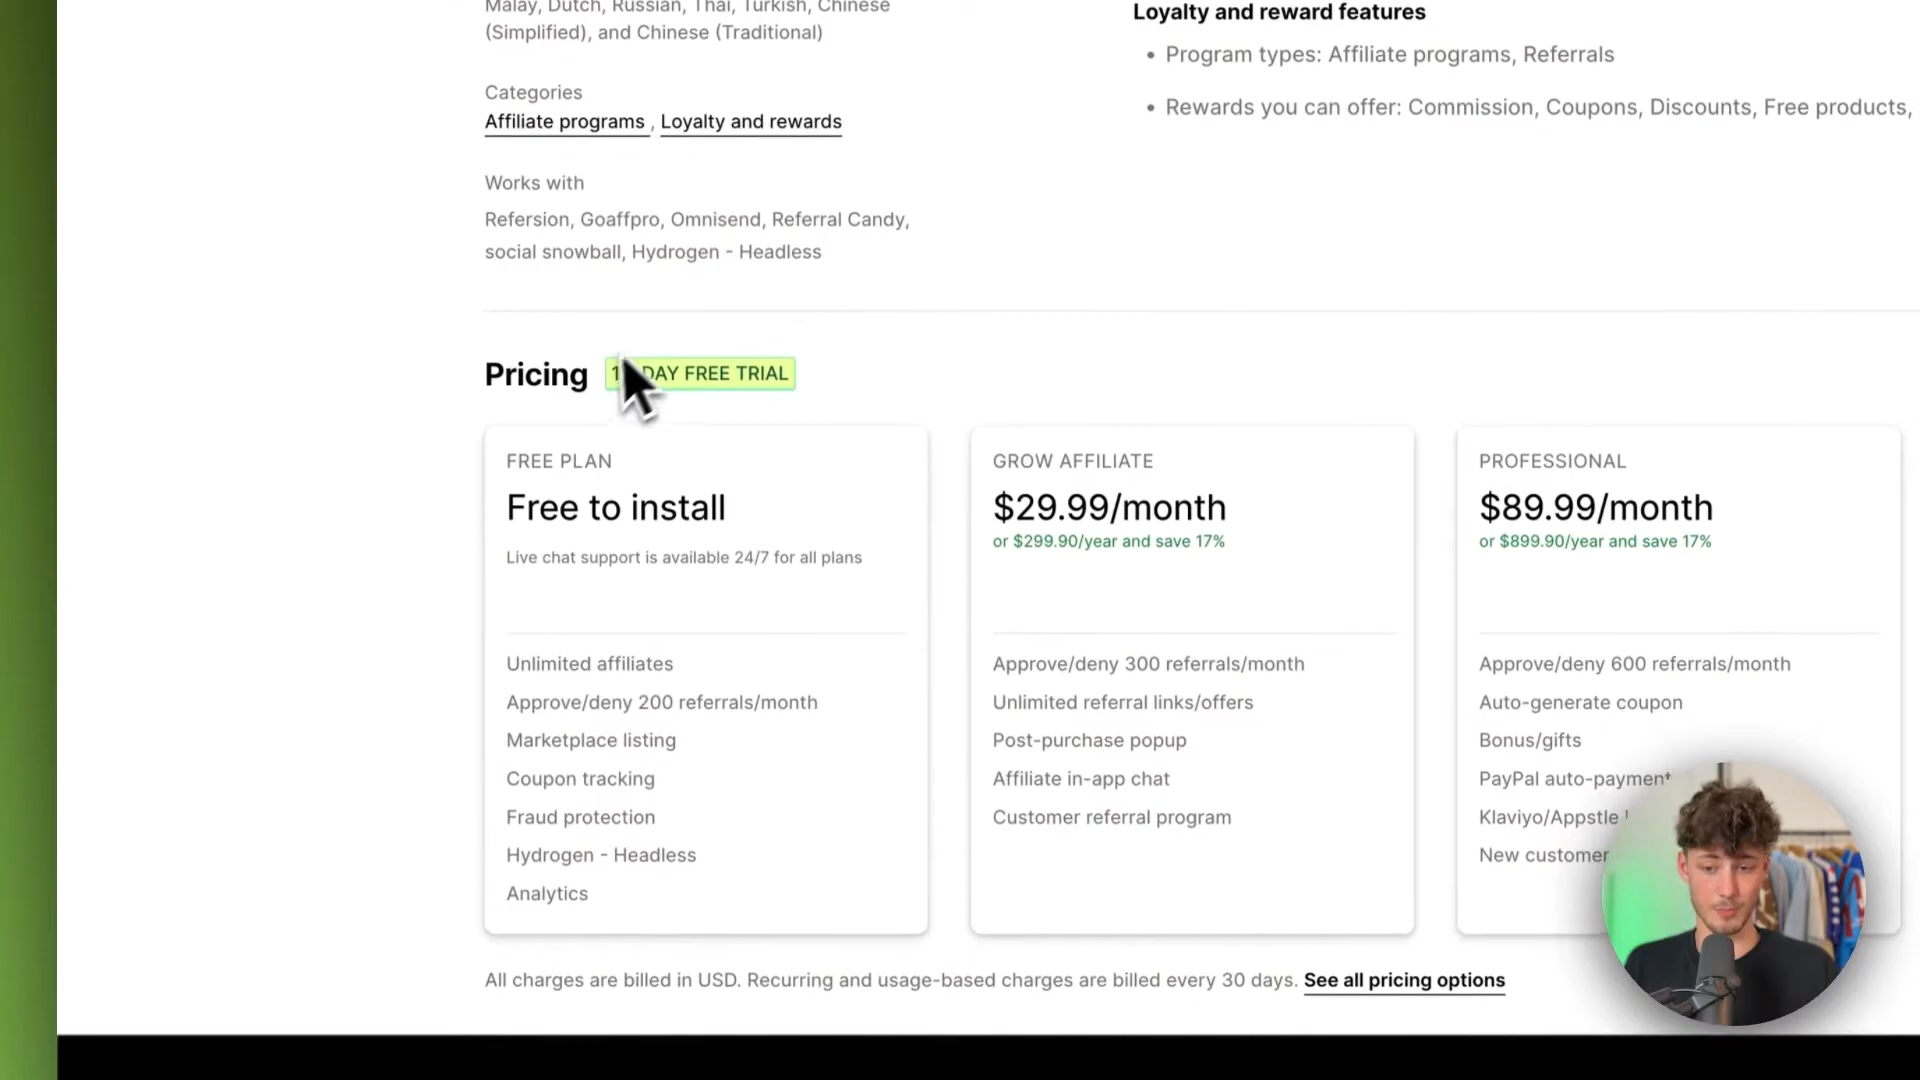 Malay, Dutch, Russian, Thai, Turkish, Chinese
(Simplified), and Chinese (Traditional)
Categories
Affiliate programs , Loyalty and rewards
Works with
Refersion, Goaffpro, Omnisend, Referral Candy,
social snowball, Hydrogen - Headless
Loyalty and reward features
• Program types: Affiliate programs, Referrals
• Rewards you can offer: Commission, Coupons, Discounts, Free products,
Pricing
DAY FREE TRIAL
FREE PLAN
Free to install
Live chat support is available 24/7 for all plans
Unlimited affiliates
Approve/deny 200 referrals/month
Marketplace listing
Coupon tracking
Fraud protection
Hydrogen - Headless
Analytics
GROW AFFILIATE
$29.99/month
or $299.90/year and save 17%
Approve/deny 300 referrals/month
Unlimited referral links/offers
Post-purchase popup
Affiliate in-app chat
Customer referral program
PROFESSIONAL
$89.99/month
or $899.90/year and save 17%
Approve/deny 600 referrals/month
Auto-generate coupon
Bonus/gifts
PayPal auto-payment
Klaviyo/Appstle
New customer
All charges are billed in USD. Recurring and usage-based charges are billed every 30 days. See all pricing options